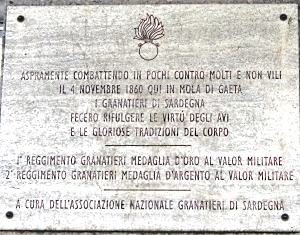 ASPRAMENTE COMBATTENDO IN POCHI CONTRO MOLTI E NON VILI
IL 4 NOVEMBRE 1860 QUI IN MOLA DI GAETA
I GRANATIERI DI SARDEGNA
FECERO RIFULGERE LE VIRTÙ DEGLI AVI
E LE GLORIOSE TRADIZIONI DEL CORPO
1° REGGIMENTO GRANATIERI MEDAGLIA D'ORO AL VALOR MILITARE
2° REGGIMENTO GRANATIERI MEDAGLIA D'ARGENTO AL VALOR MILITARE
A CURA DELL'ASSOCIAZIONE NAZIONALE GRANATIERI DI SARDEGNA